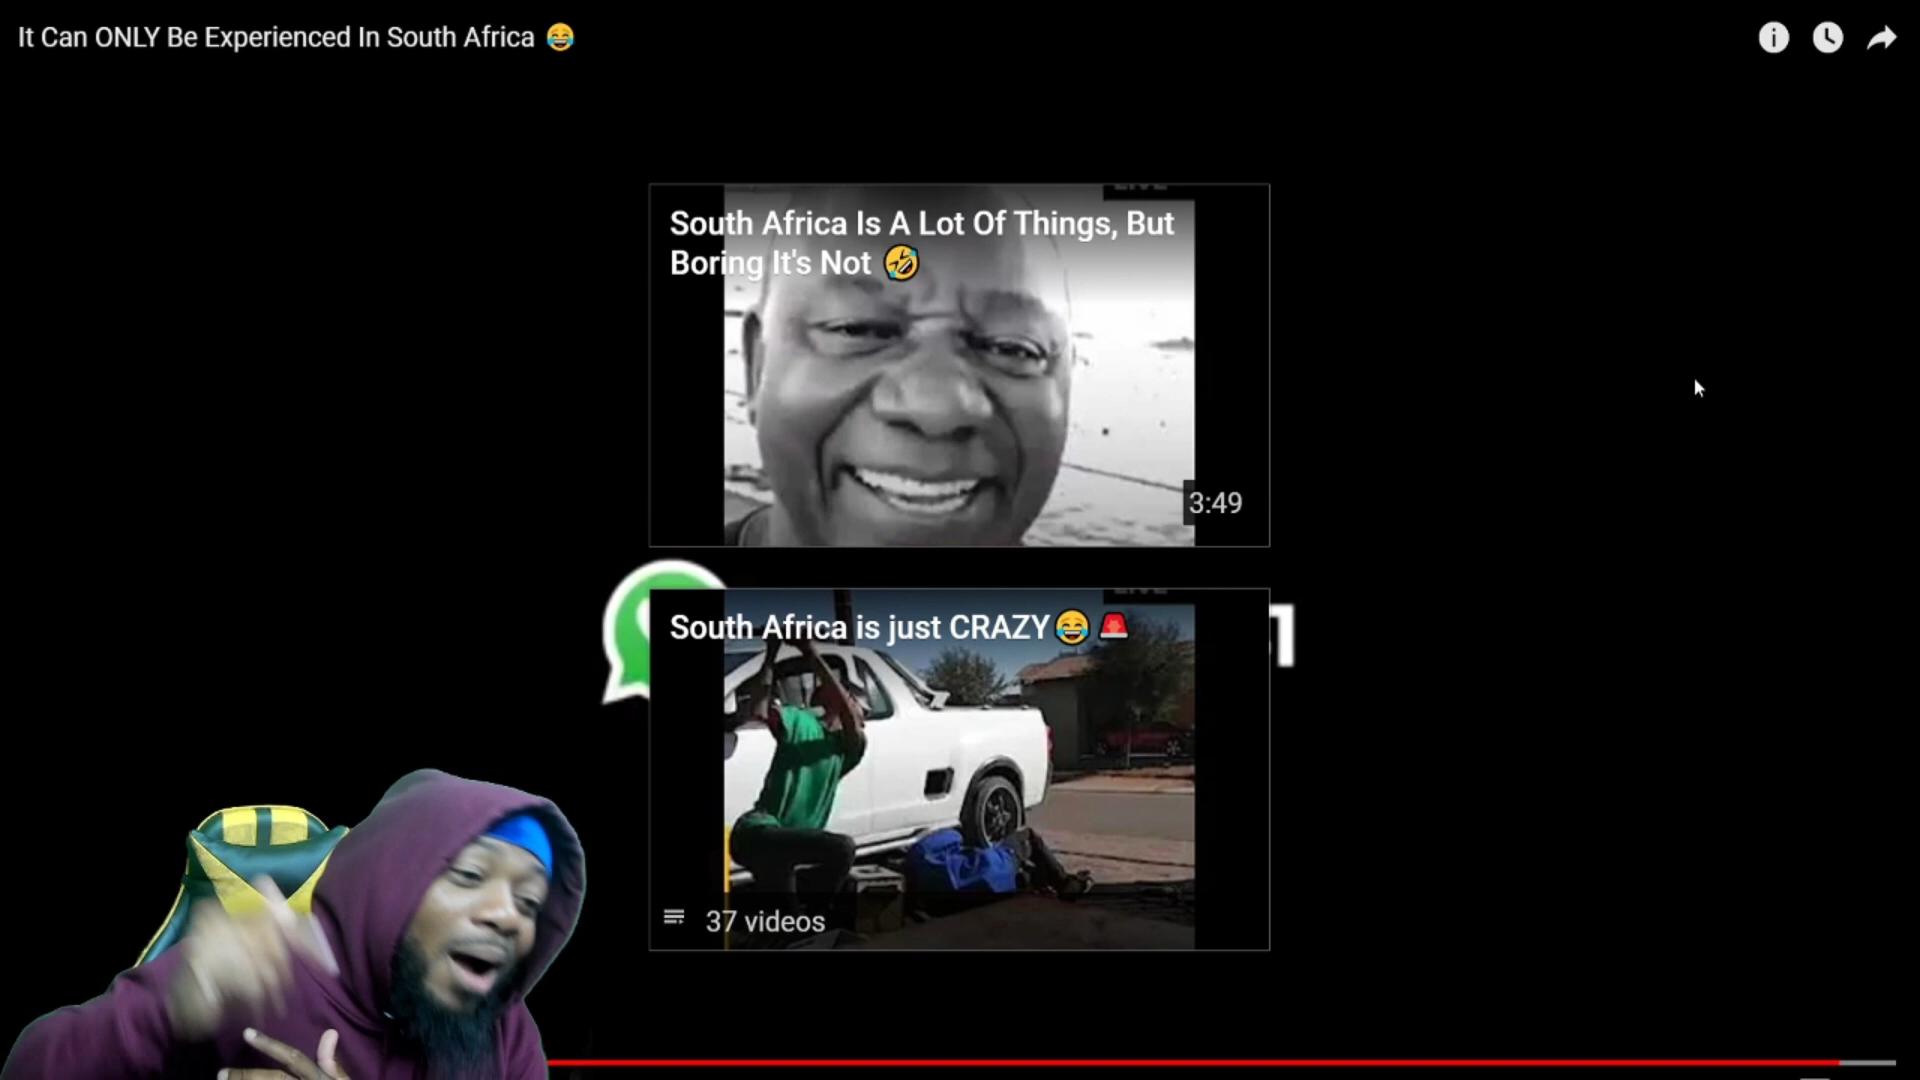 It Can ONLY Be Experienced In South Africa 😂
South Africa Is A Lot Of Things, But
Boring It's Not 🤣
3:49
South Africa is just CRAZY😂🚨
37 videos